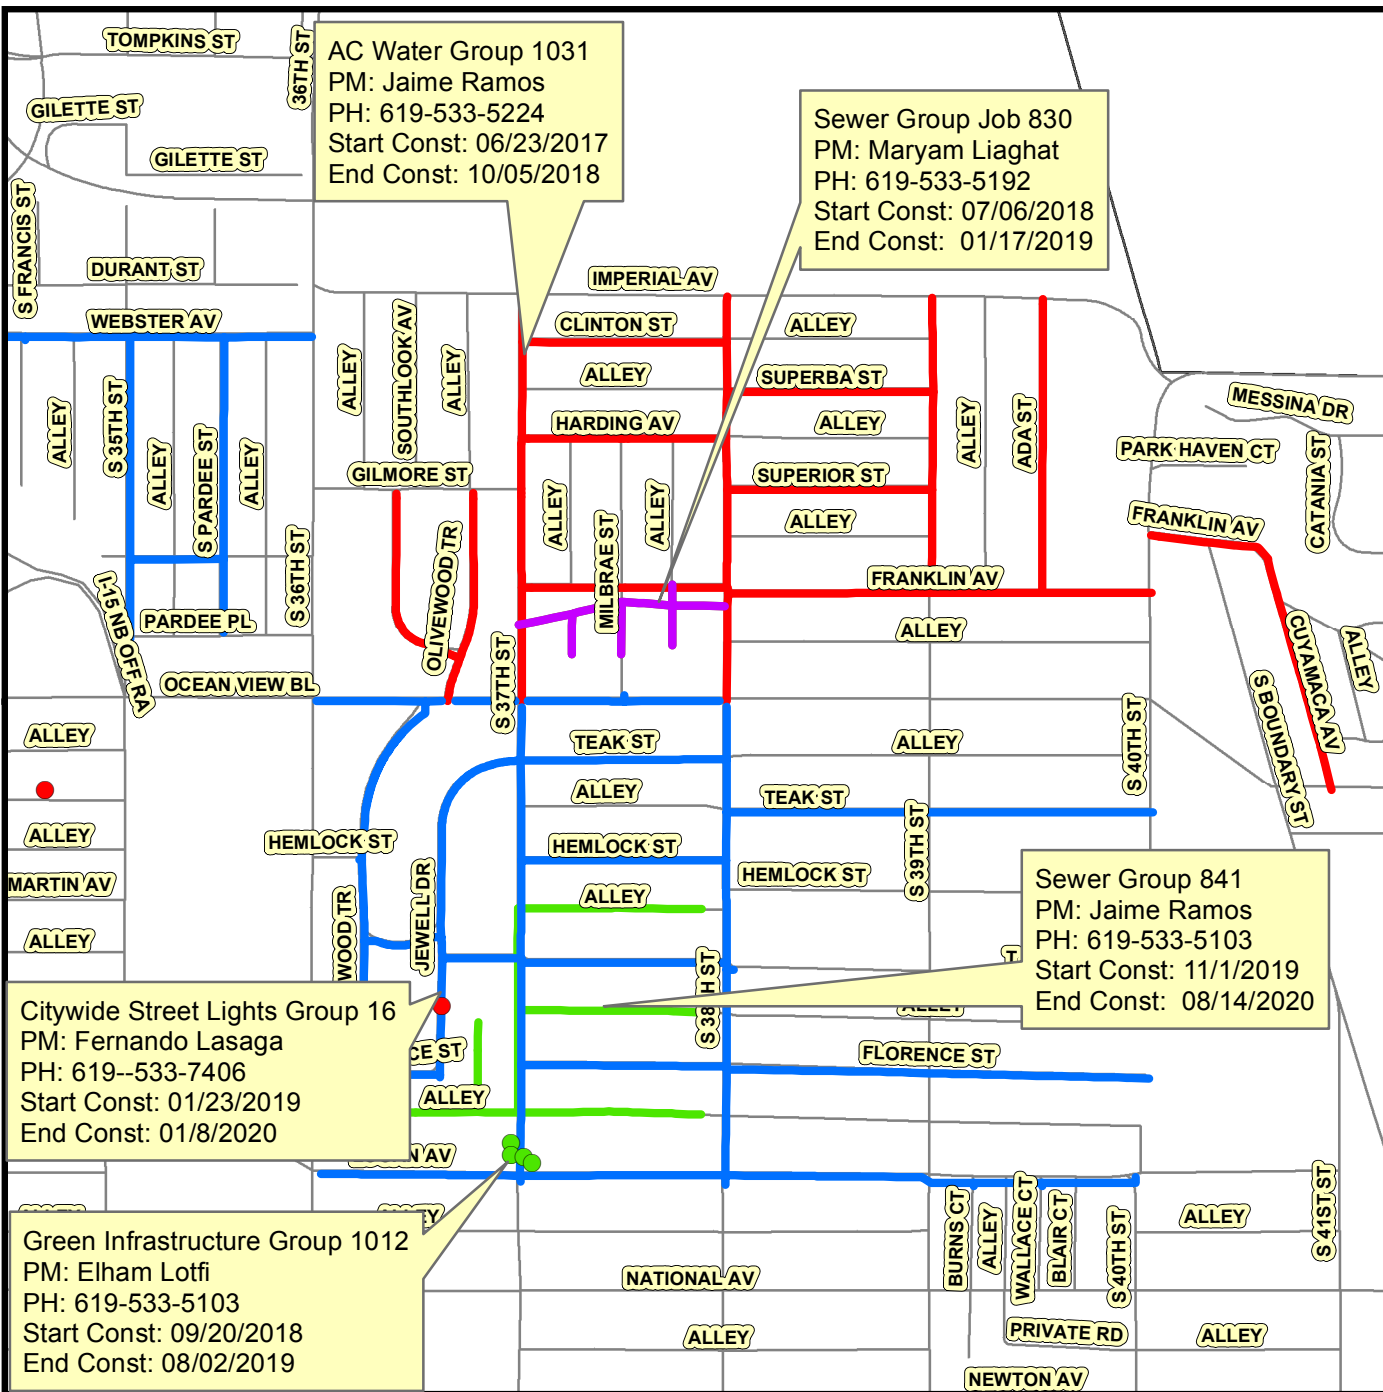 TOMPKINS ST
36TH ST
GILETTE ST
GILETTE ST
S FRANCIS ST
DURANT ST
WEBSTER AV
AC Water Group 1031
PM: Jaime Ramos
PH: 619-533-5224
Start Const: 06/23/2017
End Const: 10/05/2018
Sewer Group Job 830
PM: Maryam Liaghat
PH: 619-533-5192
Start Const: 07/06/2018
End Const: 01/17/2019
IMPERIAL AV
CLINTON ST
ALLEY
ALLEY
SOUTHLOOK AV
ALLEY
ALLEY
SUPERBA ST
MESSINA DR
ALLEY
S 35TH ST
ALLEY
S PARDEE ST
ALLEY
HARDING AV
ALLEY
ALLEY
ADA ST
PARK HAVEN CT
CATANIA ST
GILMORE ST
SUPERIOR ST
ALLEY
ALLEY
ALLEY
FRANKLIN AV
OLIVEWOOD TR
MILBRAE ST
S 36TH ST
FRANKLIN AV
I-15 NB OFF RA
PARDEE PL
ALLEY
CUYAMACA AV
ALLEY
OCEAN VIEW BL
S 37TH ST
S BOUNDARY ST
S 40TH ST
ALLEY
TEAK ST
ALLEY
ALLEY
TEAK ST
ALLEY
HEMLOCK ST
HEMLOCK ST
S 39TH ST
HEMLOCK ST
MARTIN AV
ALLEY
ALLEY
WOOD TR
JEWELL DR
S 38TH ST
Sewer Group 841
PM: Jaime Ramos
PH: 619-533-5103
Start Const: 11/1/2019
End Const: 08/14/2020
ALLEY
Citywide Street Lights Group 16
PM: Fernando Lasaga
PH: 619--533-7406
Start Const: 01/23/2019
End Const: 01/8/2020
CE ST
FLORENCE ST
ALLEY
LOGAN AV
ALLEY
ALLEY
Green Infrastructure Group 1012
PM: Elham Lotfi
PH: 619-533-5103
Start Const: 09/20/2018
End Const: 08/02/2019
BURNS CT
ALLEY
WALLACE CT
BLAIR CT
S 40TH ST
ALLEY
S 41ST ST
NATIONAL AV
ALLEY
PRIVATE RD
ALLEY
NEWTON AV